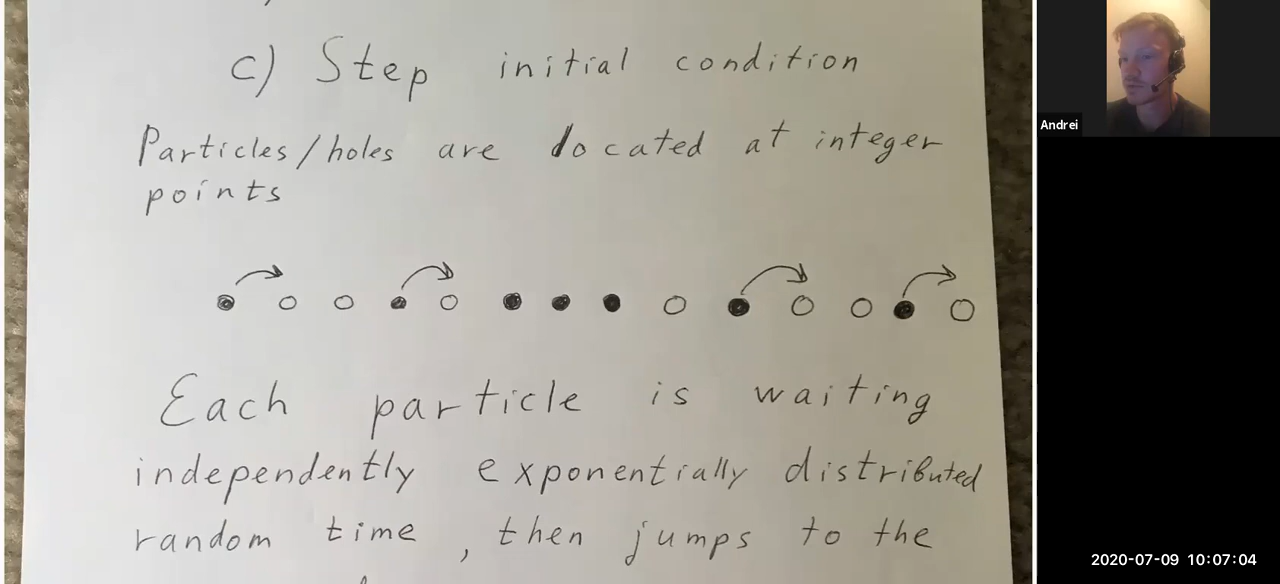 c) Step initial condition
Particles/holes are located at integer
points
Each particle is waiting
independently exponentially distributed
random time, then jumps to the
Andrei
2020-07-09 10:07:04